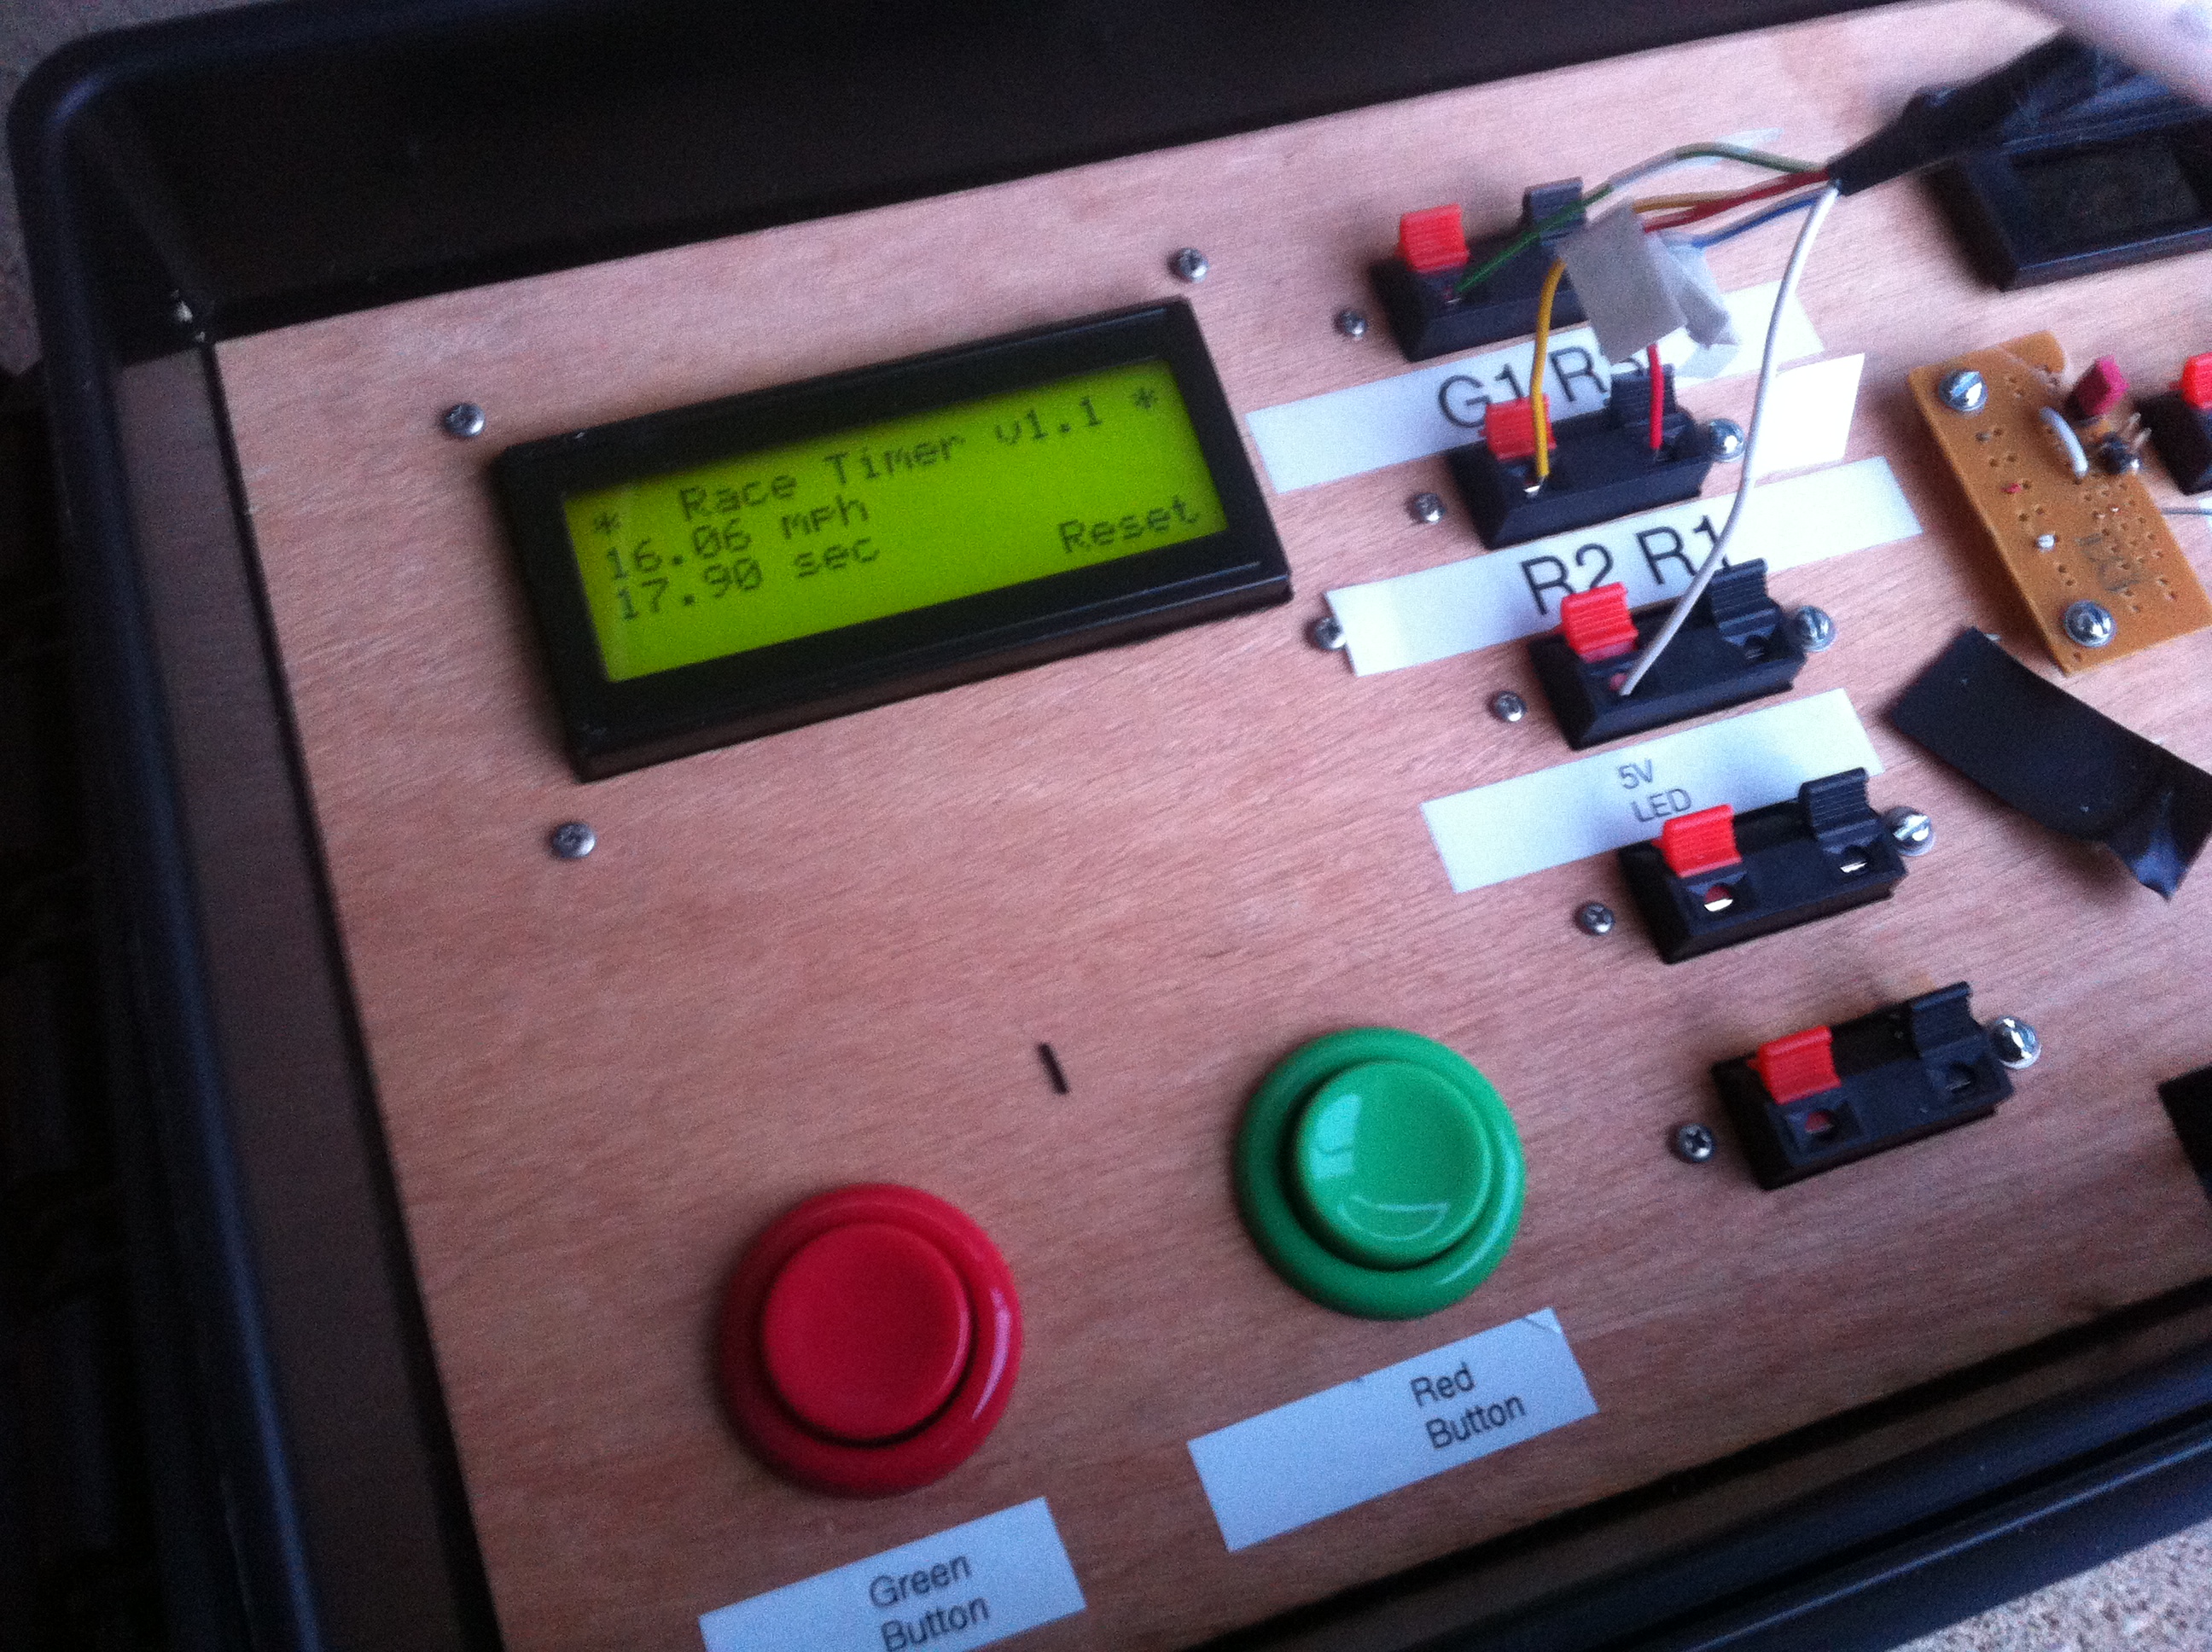 * Race Timer v1.1 *
16.06 mph
17.90 sec Reset
G1
R2 R1
5V
LED
Red
Button
Green
Button